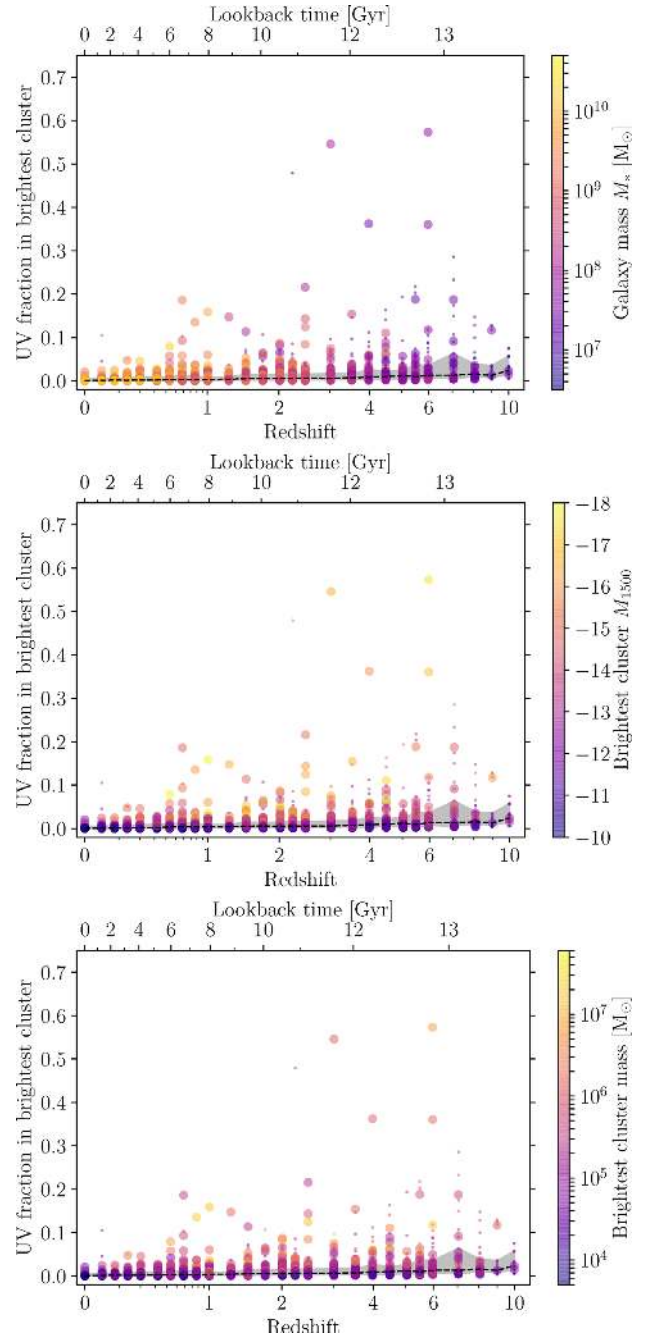 Lookback time [Gyr]
0 2 4 6 8 10 12 13
0.7
0.6
0.5
0.4
0.3
0.2
0.1
0.0
UV fraction in brightest cluster
0 1 2 4 6 10
Redshift
10^10
10^9
10^8
10^7
Galaxy mass M_* [M_⊙]
Lookback time [Gyr]
0 2 4 6 8 10 12 13
0.7
0.6
0.5
0.4
0.3
0.2
0.1
0.0
UV fraction in brightest cluster
0 1 2 4 6 10
Redshift
−18
−17
−16
−15
−14
−13
−12
−11
−10
Brightest cluster M_1500
Lookback time [Gyr]
0 2 4 6 8 10 12 13
0.7
0.6
0.5
0.4
0.3
0.2
0.1
0.0
UV fraction in brightest cluster
0 1 2 4 6 10
Redshift
10^7
10^6
10^5
10^4
Brightest cluster mass [M_⊙]